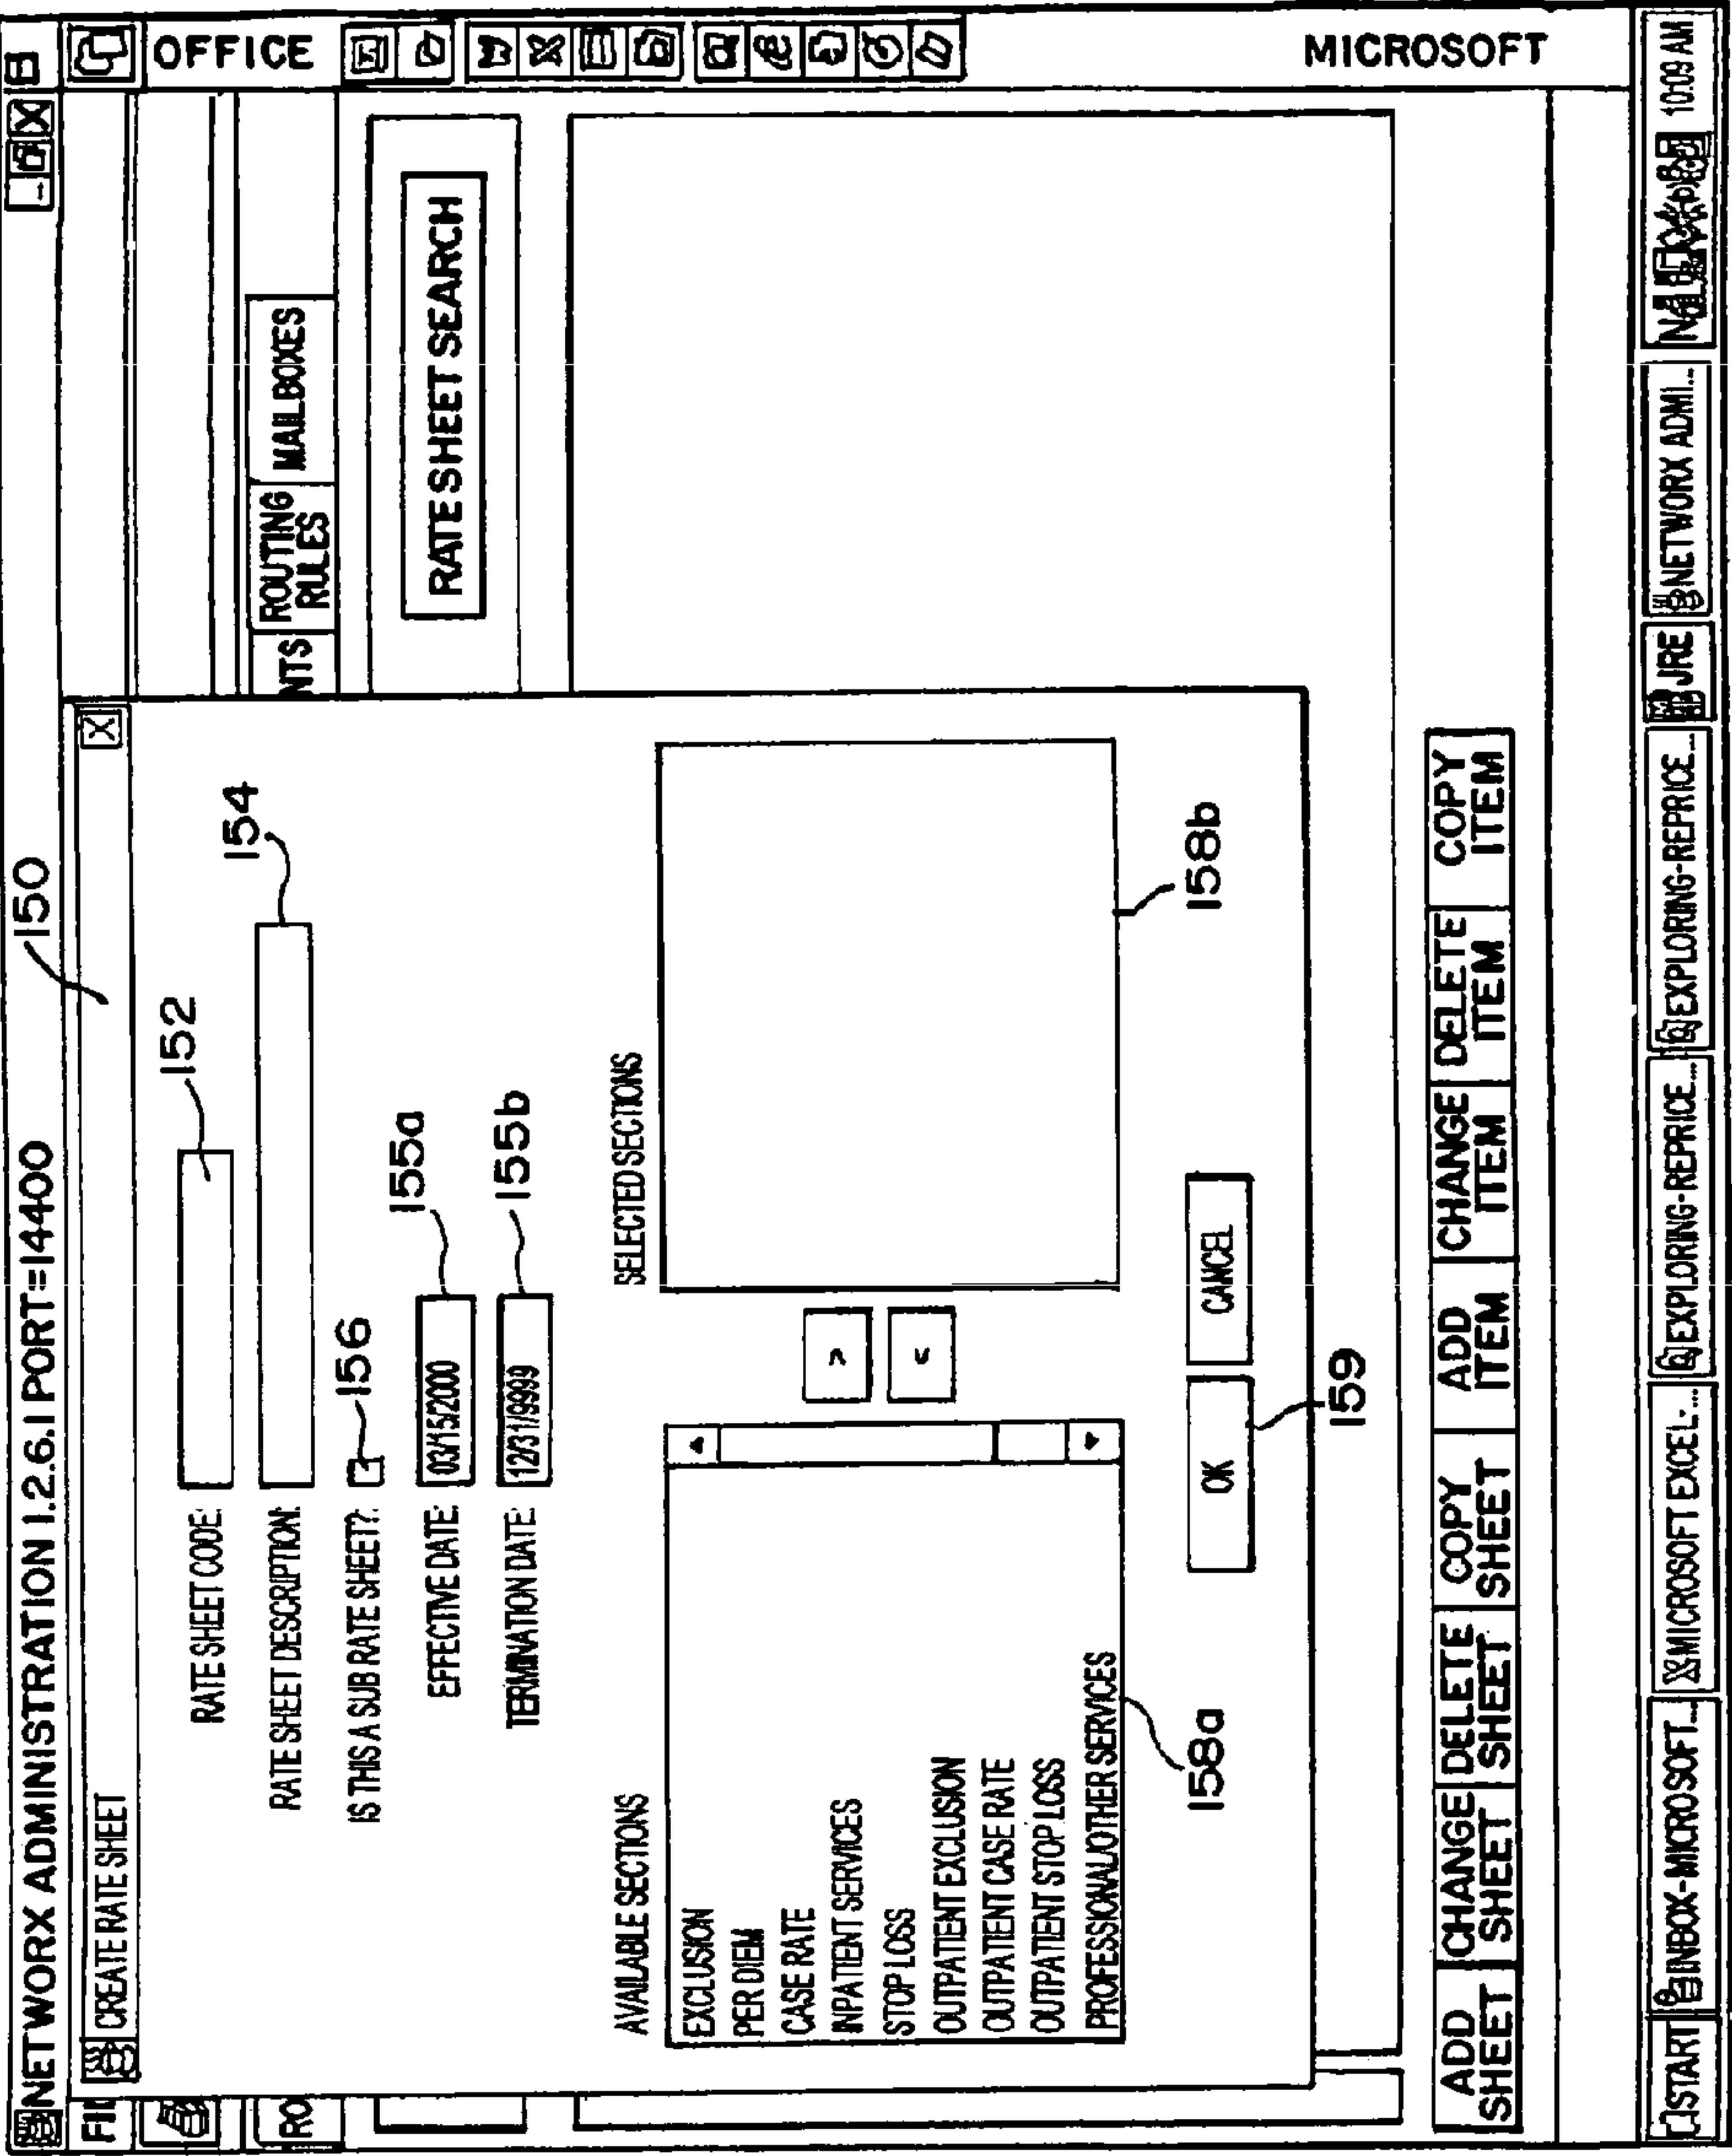 NETWORX ADMINISTRATION 1.2.6.1 PORT=14400
150
FI
CREATE RATE SHEET
OFFICE
MICROSOFT
RATE SHEET CODE:
152
RATE SHEET DESCRIPTION:
154
IS THIS A SUB RATE SHEET?:
156
EFFECTIVE DATE:
03/15/2000
155a
TERMINATION DATE:
12/31/9999
155b
RO
NTS
ROUTING RULES
MAILBOXES
RATE SHEET SEARCH
AVAILABLE SECTIONS
SELECTED SECTIONS
EXCLUSION
PER DIEM
CASE RATE
INPATIENT SERVICES
STOP LOSS
OUTPATIENT EXCLUSION
OUTPATIENT CASE RATE
OUTPATIENT STOP LOSS
PROFESSIONAL/OTHER SERVICES
>
<
158a
158b
OK
CANCEL
159
ADD SHEET
CHANGE SHEET
DELETE SHEET
COPY SHEET
ADD ITEM
CHANGE ITEM
DELETE ITEM
COPY ITEM
START
INBOX-MICROSOFT...
MICROSOFT EXCEL-...
EXPLORING-REPRICE...
EXPLORING-REPRICE...
JRE
NETWORX ADMI...
10:09 AM